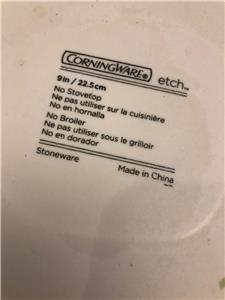 CORNINGWARE® etch™
9in / 22.5cm
No Stovetop
Ne pas utiliser sur la cuisinière
No en hornalla
No Broiler
Ne pas utiliser sous le grilloir
No en dorador
Stoneware Made in China